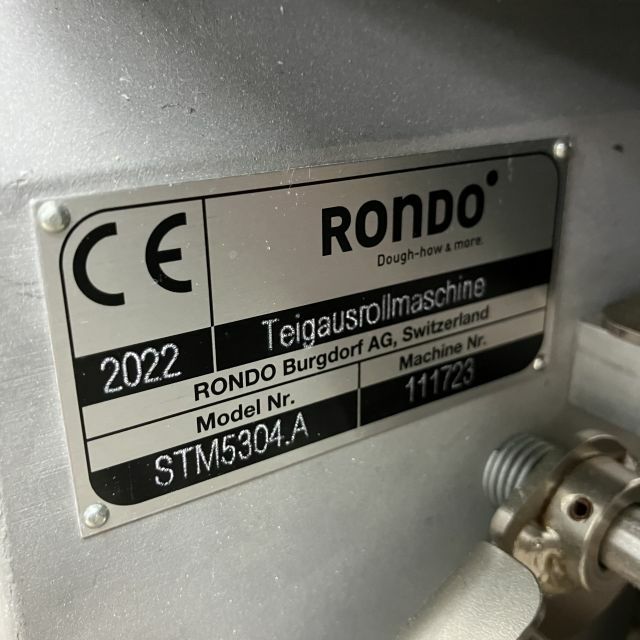 CE
RONDO
Dough-how & more.
2022
Teigausrollmaschine
RONDO Burgdorf AG, Switzerland
Model Nr.
Machine Nr.
STM5304.A
111723